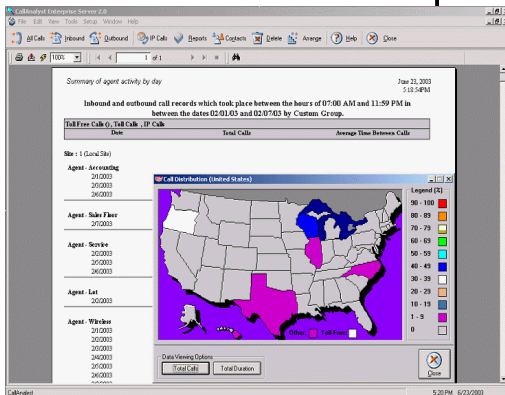 CallAnalyst Enterprise Server 2.0
File Edit View Tools Setup Window Help
All Calls Inbound Outbound IP Calls Reports Contacts Delete Arrange Help Close
100% 1 of 1
Summary of agent activity by day
June 23, 2003
5:18:54PM
Inbound and outbound call records which took place between the hours of 07:00 AM and 11:59 PM in
between the dates 02/01/03 and 02/07/05 by Custom Group.
Toll Free Calls (), Toll Calls , IP Calls
Date Total Calls Average Time Between Calls
Site : 1 (Local Site)
Agent - Accounting
2/1/2003
2/3/2003
2/6/2003
Agent - Sales Floor
2/7/2003
Agent - Service
2/2/2003
2/3/2003
2/6/2003
Agent - Lot
2/2/2003
Agent - Wireless
2/1/2003
2/2/2003
2/3/2003
2/4/2003
2/5/2003
2/6/2003
Call Distribution (United States)
Legend (%)
90 - 100
80 - 89
70 - 79
60 - 69
50 - 59
40 - 49
30 - 39
20 - 29
10 - 19
1 - 9
0
Other: Toll Free:
Data Viewing Options
Total Calls Total Duration
Close
CallAnalyst 5:20 PM 6/23/2003